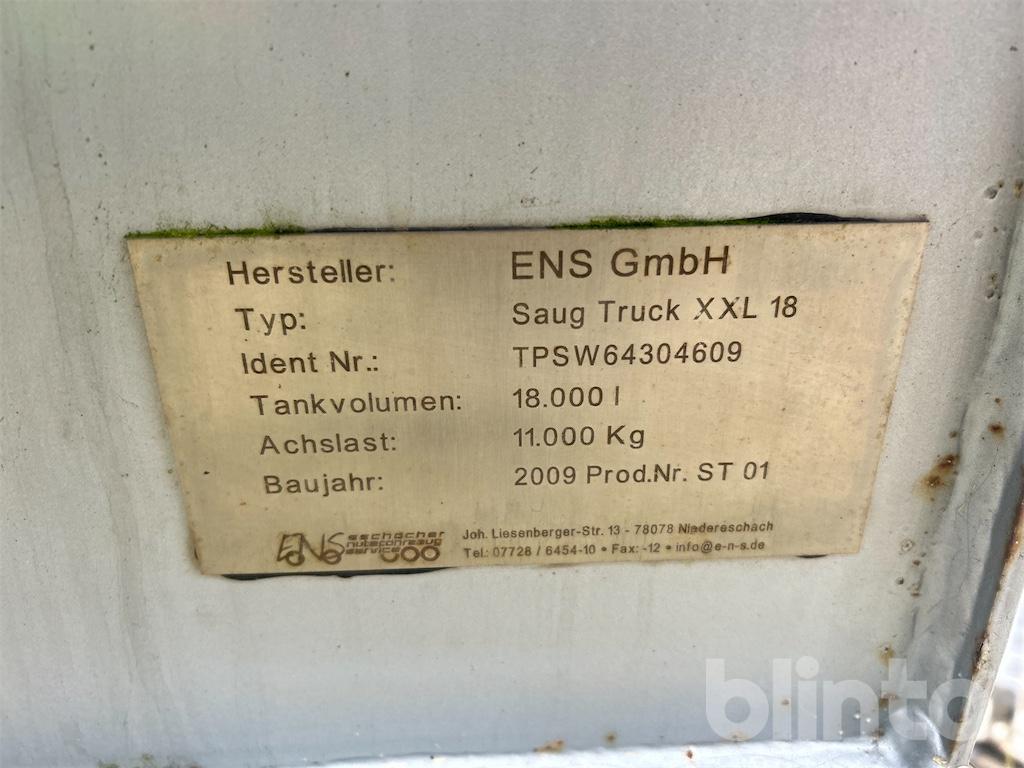 Hersteller: ENS GmbH
Typ: Saug Truck XXL 18
Ident Nr.: TPSW64304609
Tankvolumen: 18.000 l
Achslast: 11.000 Kg
Baujahr: 2009 Prod.Nr. ST 01
ENS
eschacher
nutzfahrzeug
service
Joh. Liesenberger-Str. 13 - 78078 Niedereschach
Tel.: 07728 / 6454-10 • Fax: -12 • info@e-n-s.de
blinto